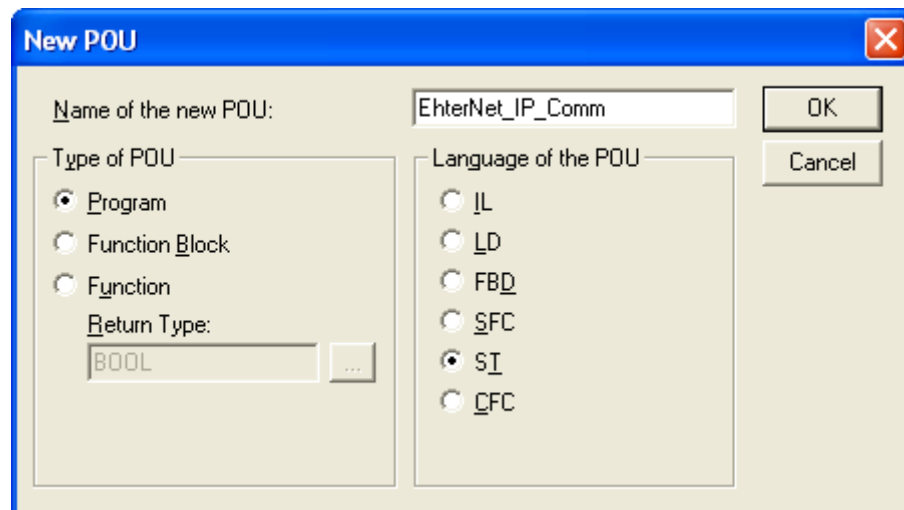 New POU
Name of the new POU:
EhterNet_IP_Comm
OK
Cancel
Type of POU
Program
Function Block
Function
Return Type:
BOOL
...
Language of the POU
IL
LD
FBD
SFC
ST
CFC